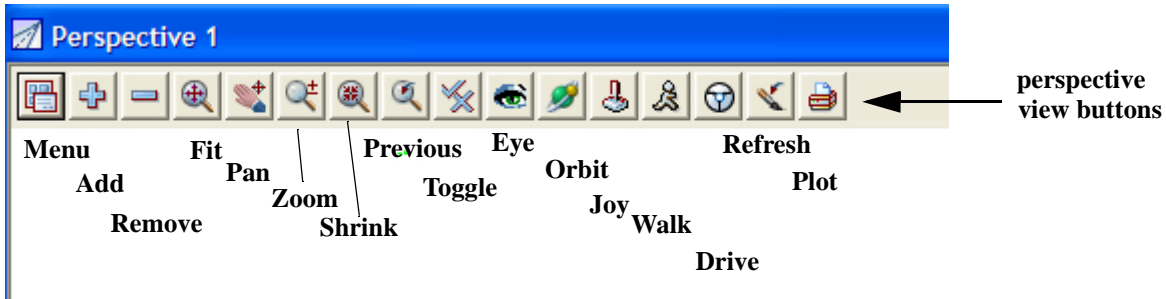 Perspective 1
perspective
view buttons
Menu
Fit
Previous
Eye
Refresh
Add
Pan
Zoom
Toggle
Orbit
Plot
Remove
Shrink
Joy
Walk
Drive